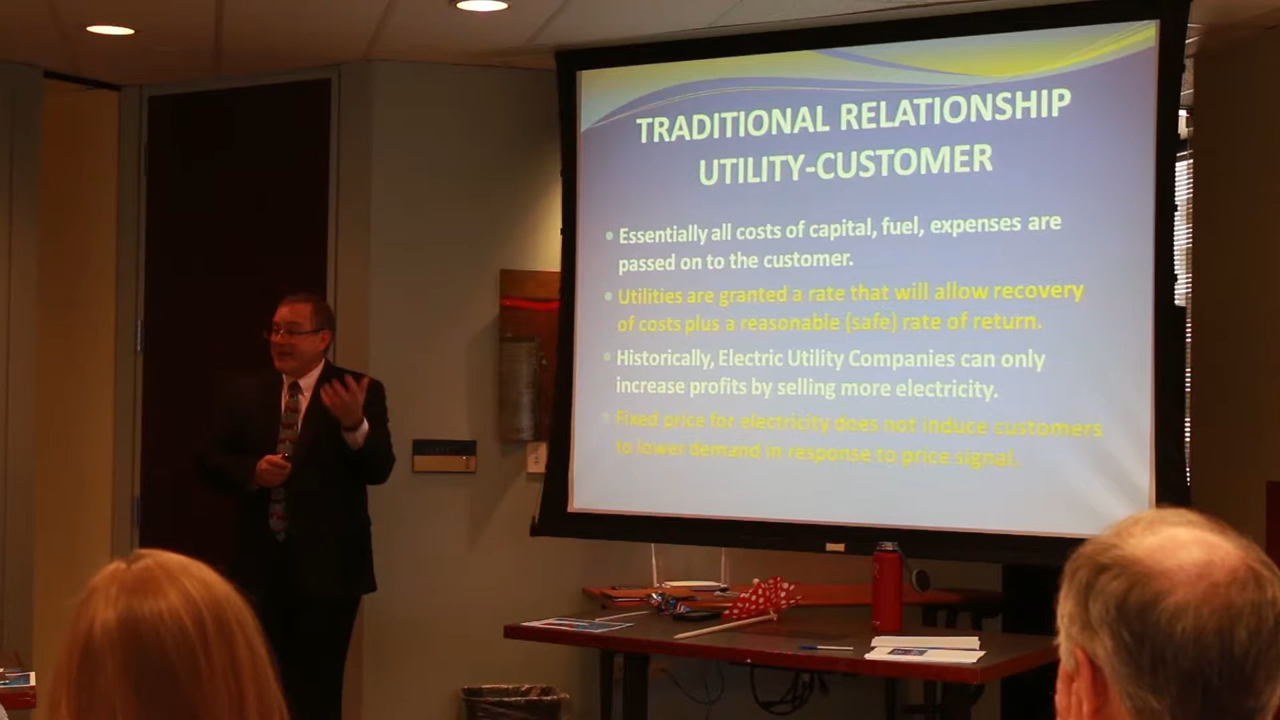 TRADITIONAL RELATIONSHIP
UTILITY-CUSTOMER
• Essentially all costs of capital, fuel, expenses are
passed on to the customer.
• Utilities are granted a rate that will allow recovery
of costs plus a reasonable (safe) rate of return.
• Historically, Electric Utility Companies can only
increase profits by selling more electricity.
• Fixed price for electricity does not induce customers
to lower demand in response to price signal.